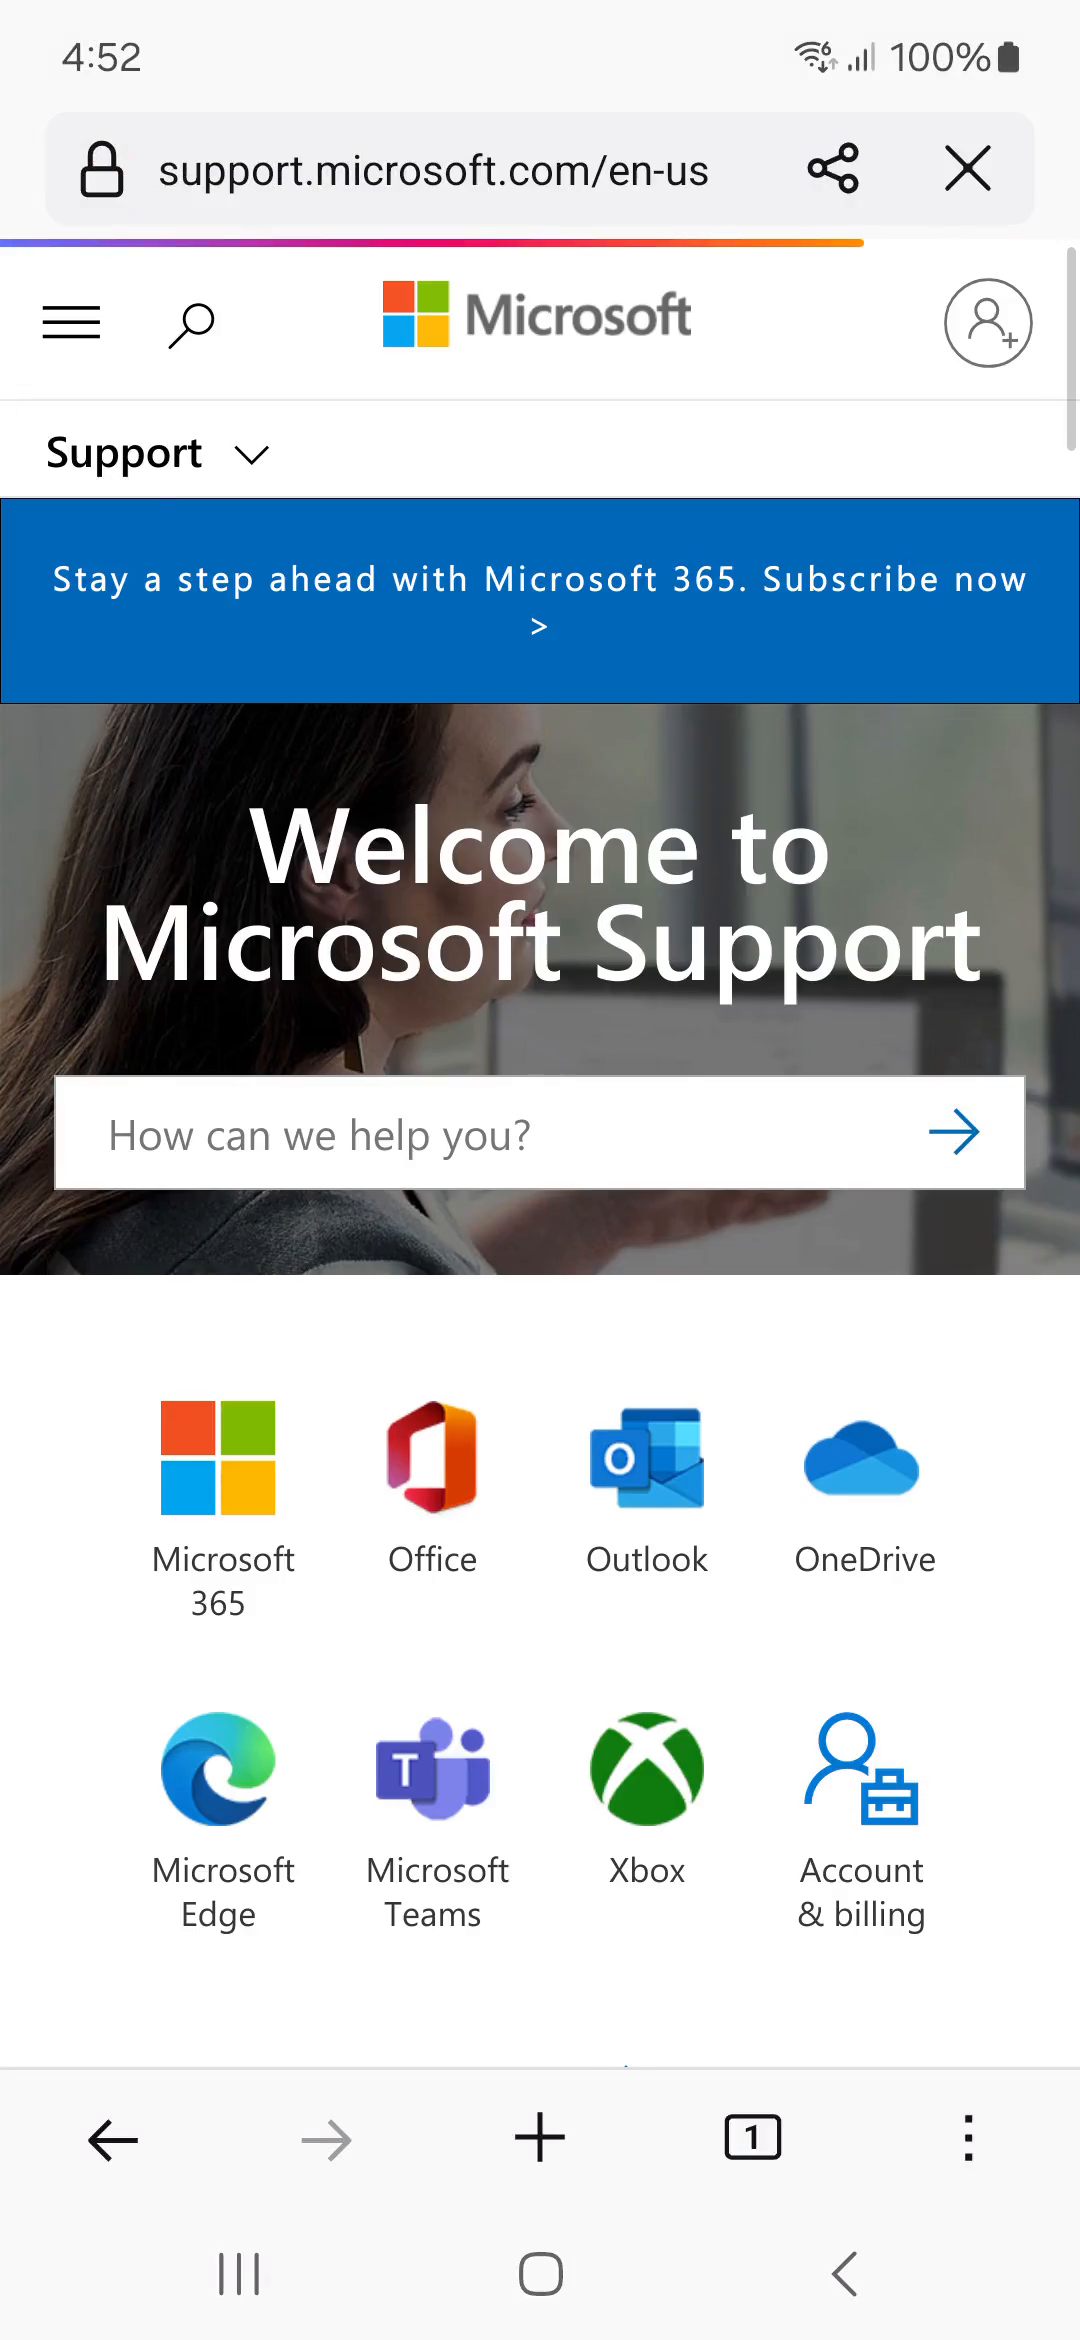 4:52
6
100%
support.microsoft.com/en-us
Microsoft
Support
Stay a step ahead with Microsoft 365. Subscribe now
>
Welcome to
Microsoft Support
How can we help you?
O
Microsoft
365
Office
Outlook
OneDrive
T
Microsoft
Edge
Microsoft
Teams
Xbox
Account
& billing
1